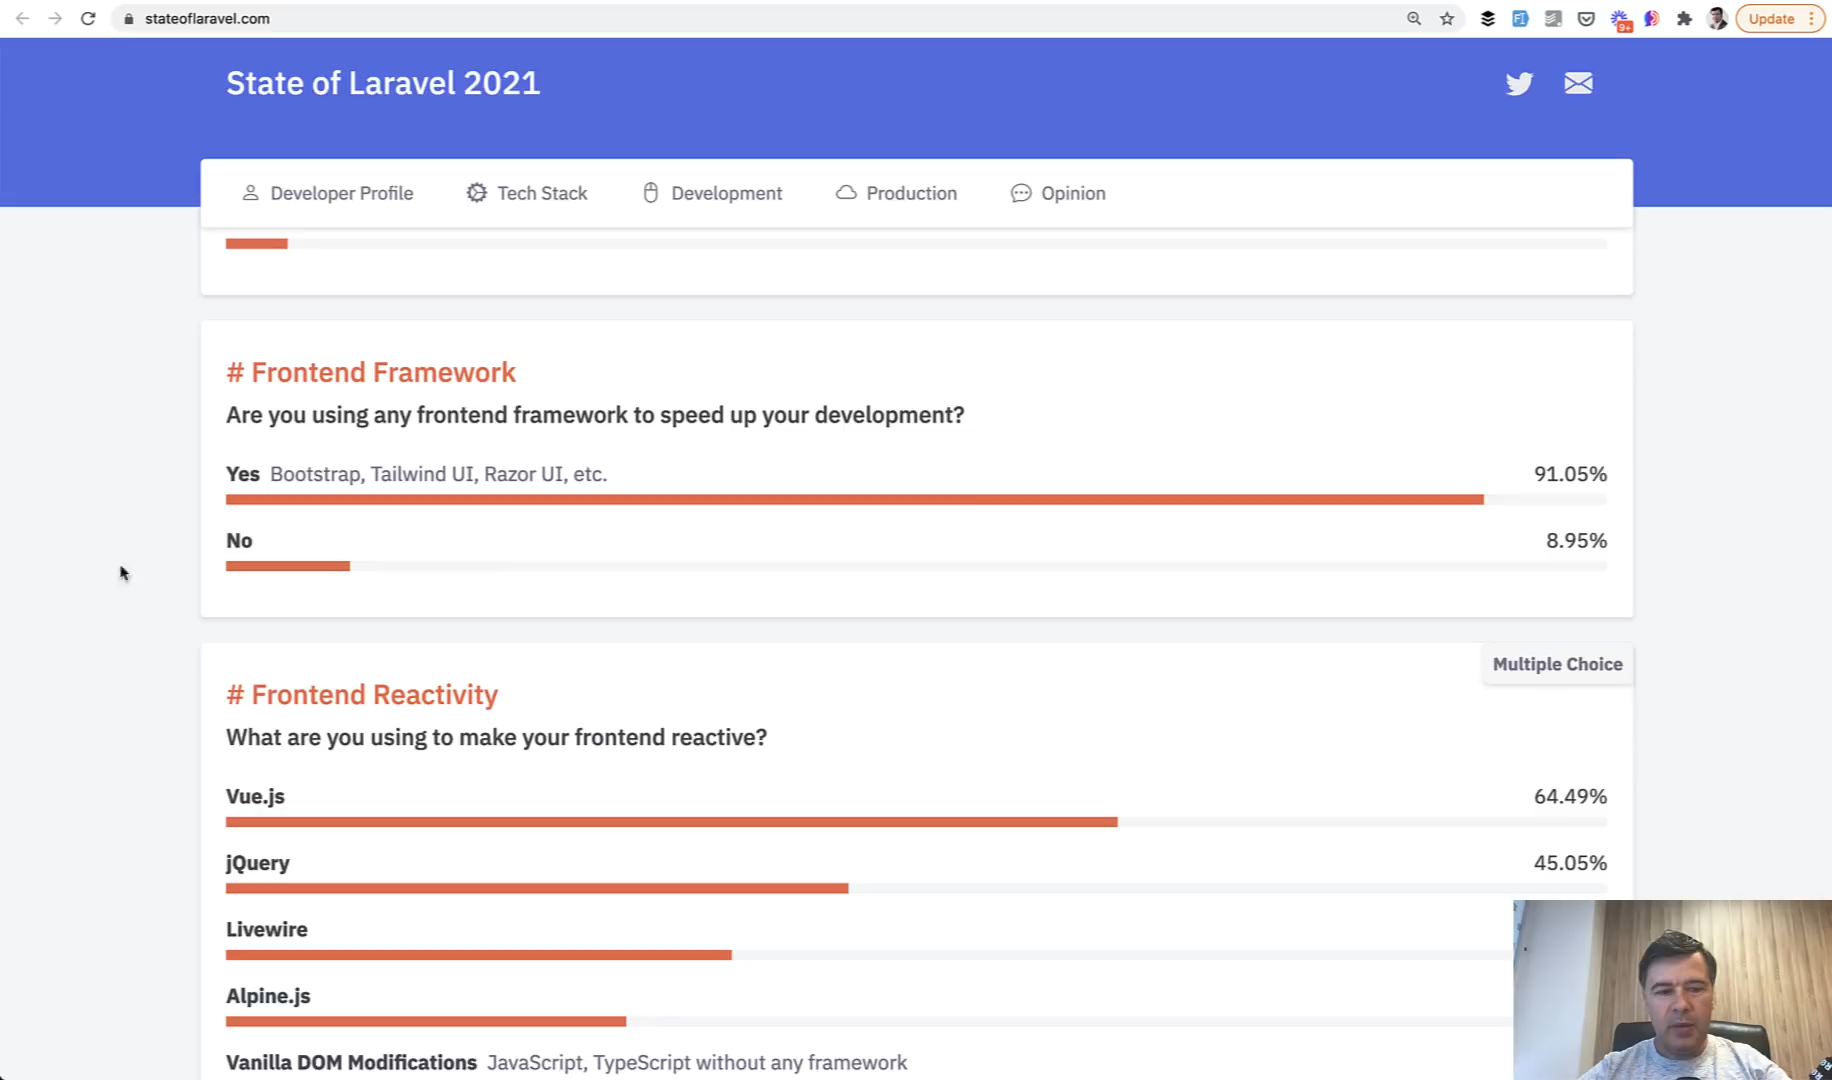 stateoflaravel.com
9+
Update
State of Laravel 2021
Developer Profile
Tech Stack
Development
Production
Opinion
# Frontend Framework
Are you using any frontend framework to speed up your development?
Yes Bootstrap, Tailwind UI, Razor UI, etc. 91.05%
No 8.95%
Multiple Choice
# Frontend Reactivity
What are you using to make your frontend reactive?
Vue.js 64.49%
jQuery 45.05%
Livewire
Alpine.js
Vanilla DOM Modifications JavaScript, TypeScript without any framework